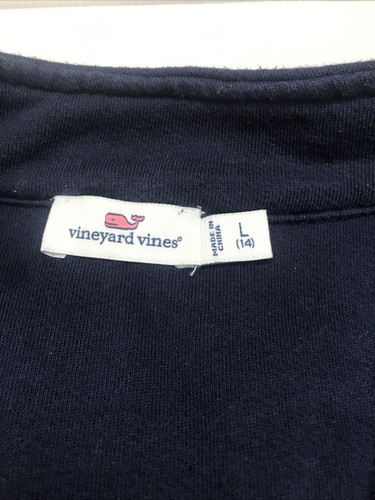 vineyard vines®
MADE IN
CHINA
L
(14)